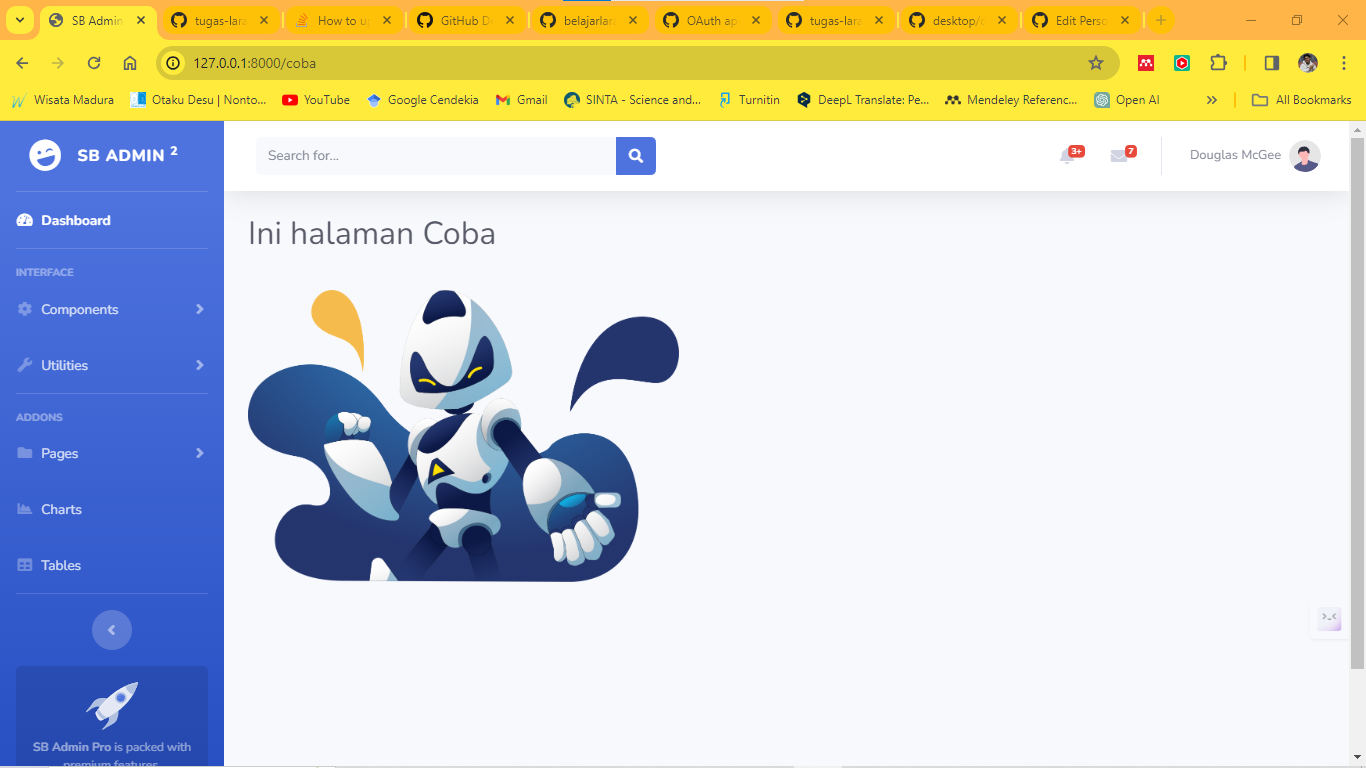 SB Admin
tugas-lara
How to u
GitHub De
belajarlara
OAuth ap
tugas-lara
desktop/d
Edit Perso
127.0.0.1:8000/coba
Wisata Madura
Otaku Desu | Nonto...
YouTube
Google Cendekia
Gmail
SINTA - Science and...
Turnitin
DeepL Translate: Pe...
Mendeley Referenc...
Open AI
All Bookmarks
SB ADMIN 2
Search for...
3+
7
Douglas McGee
Dashboard
INTERFACE
Components
Utilities
ADDONS
Pages
Charts
Tables
SB Admin Pro is packed with
premium features,
Ini halaman Coba